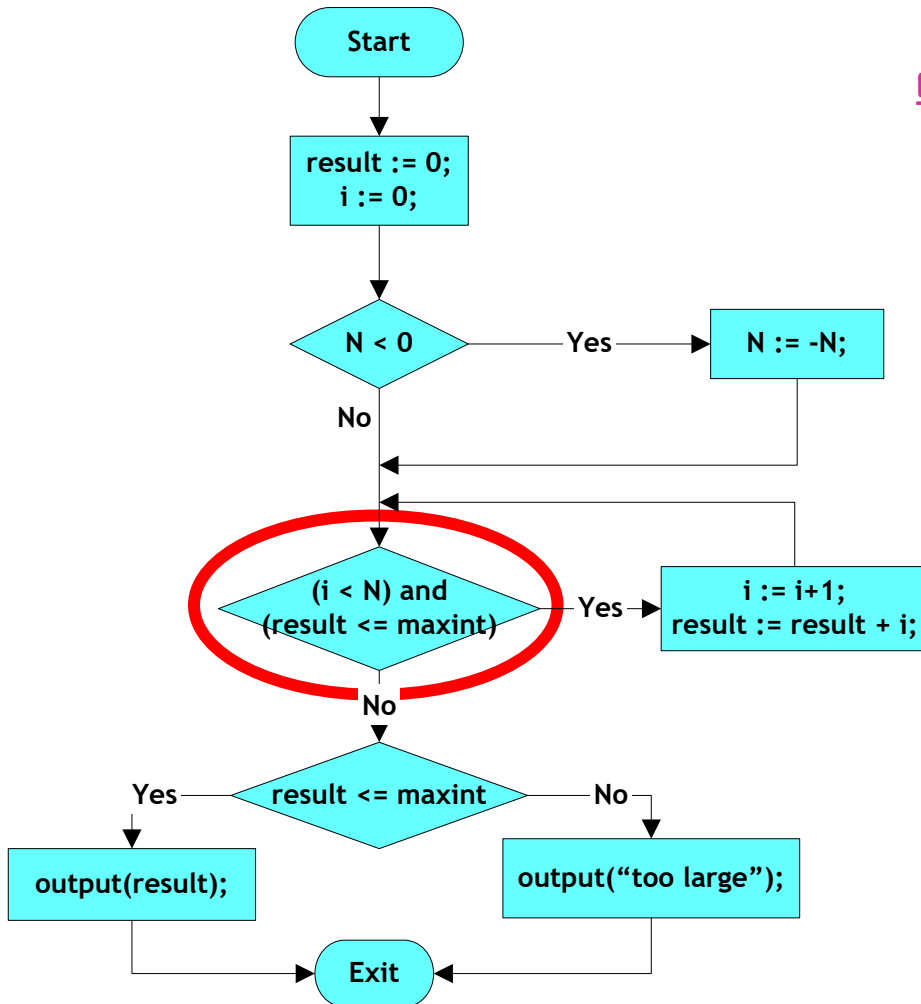 Start
result := 0;
i := 0;
N < 0
Yes
N := -N;
No
(i < N) and
(result <= maxint)
Yes
i := i+1;
result := result + i;
No
result <= maxint
Yes
No
output(result);
output(“too large”);
Exit